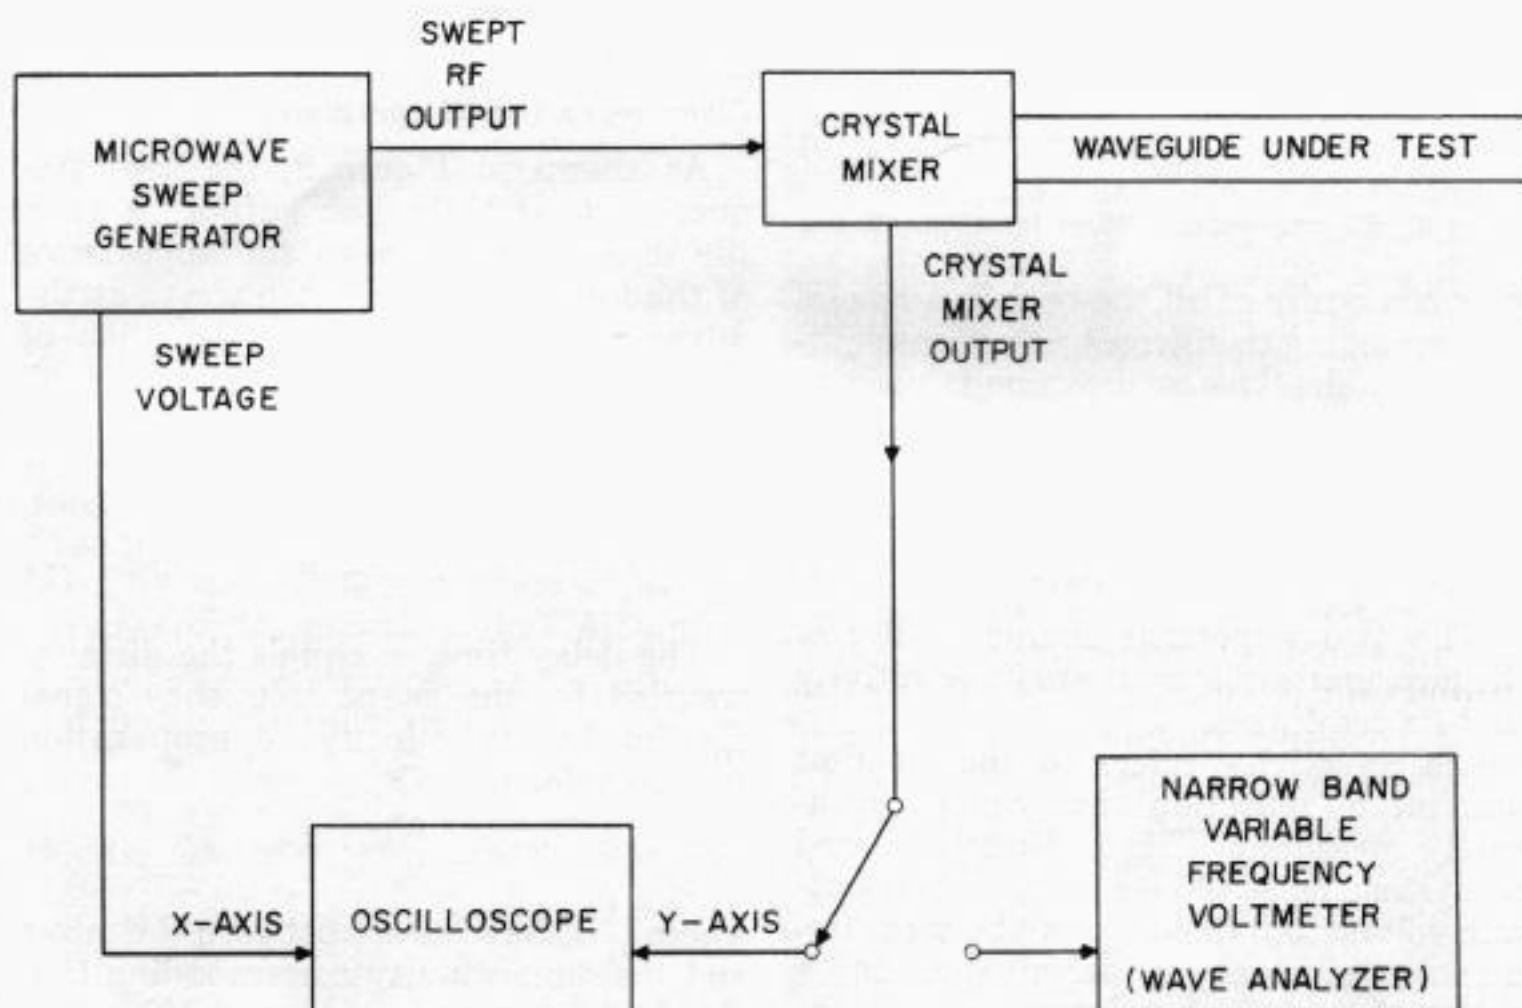 SWEPT
RF
OUTPUT
MICROWAVE
SWEEP
GENERATOR
CRYSTAL
MIXER
WAVEGUIDE UNDER TEST
CRYSTAL
MIXER
OUTPUT
SWEEP
VOLTAGE
X-AXIS
OSCILLOSCOPE
Y-AXIS
NARROW BAND
VARIABLE
FREQUENCY
VOLTMETER
(WAVE ANALYZER)